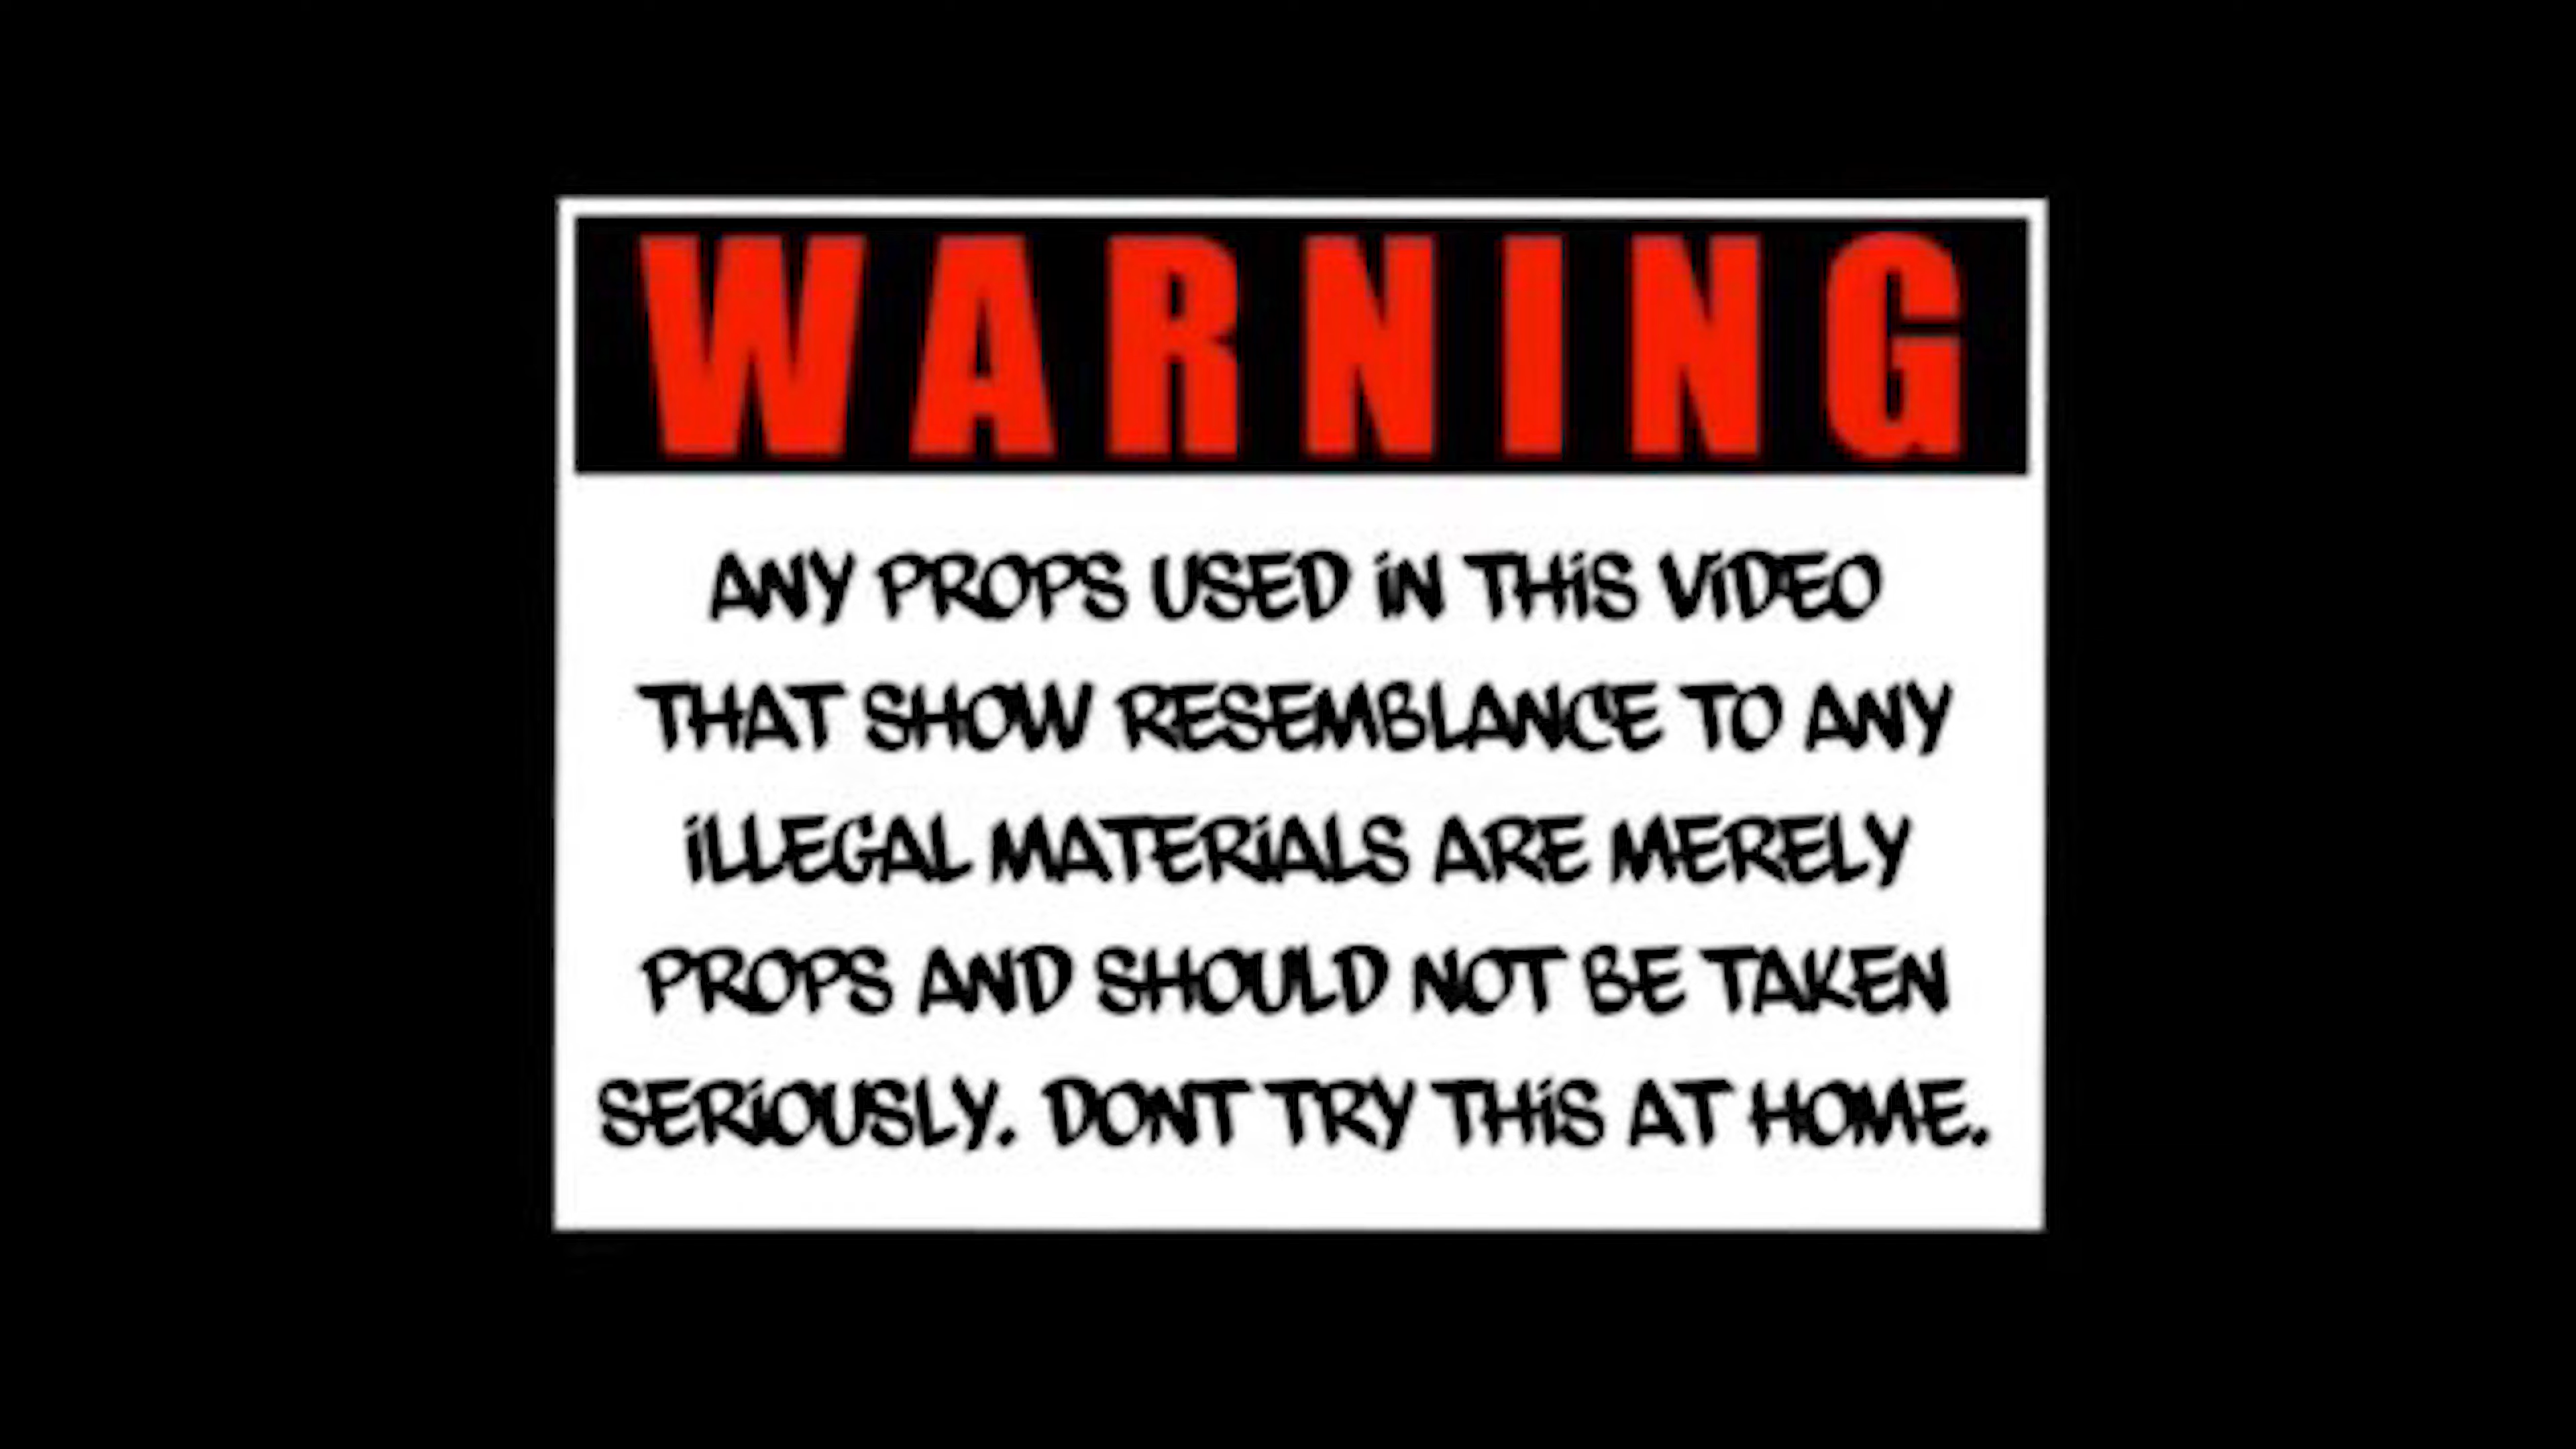 WARNING
ANY PROPS USED iN THiS ViDEO
THAT SHOW RESEMBLANCE TO ANY
iLLEGAL MATERiALS ARE MERELY
PROPS AND SHOULD NOT BE TAKEN
SERiOUSLY. DONT TRY THiS AT HOME.